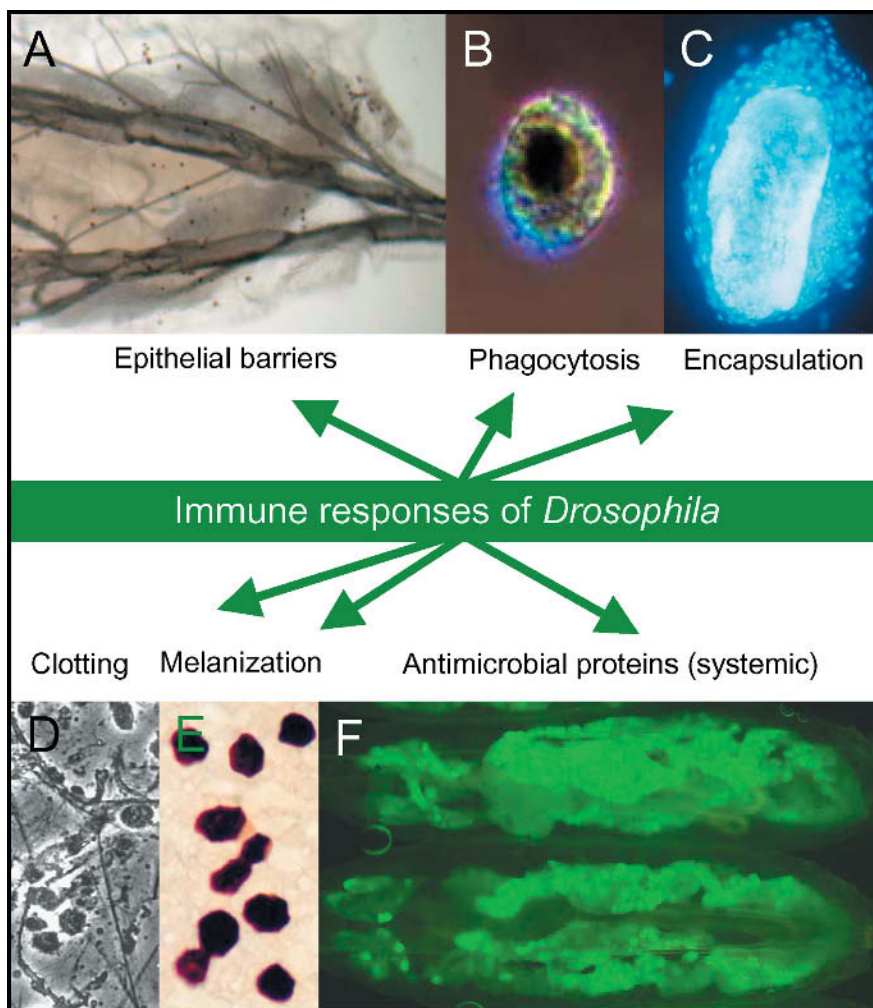 A B C
Epithelial barriers Phagocytosis Encapsulation
Immune responses of Drosophila
Clotting Melanization Antimicrobial proteins (systemic)
D E F